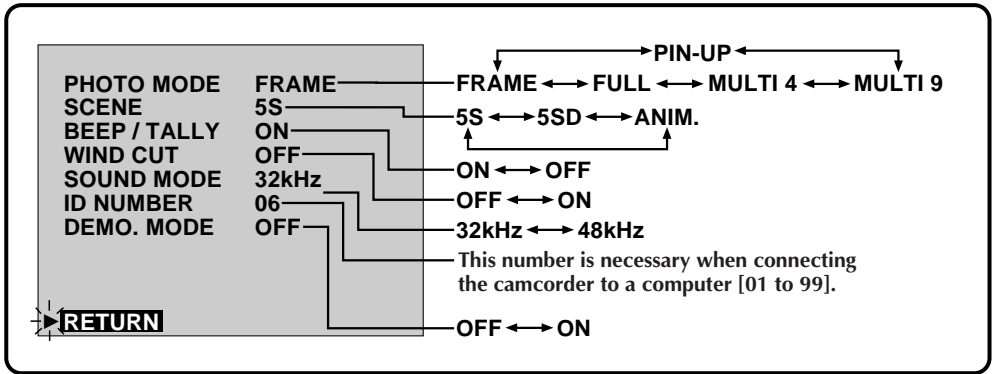 PHOTO MODE FRAME
SCENE 5S
BEEP / TALLY ON
WIND CUT OFF
SOUND MODE 32kHz
ID NUMBER 06
DEMO. MODE OFF
RETURN
PIN-UP
FRAME FULL MULTI 4 MULTI 9
5S 5SD ANIM.
ON OFF
OFF ON
32kHz 48kHz
This number is necessary when connecting
the camcorder to a computer [01 to 99].
OFF ON